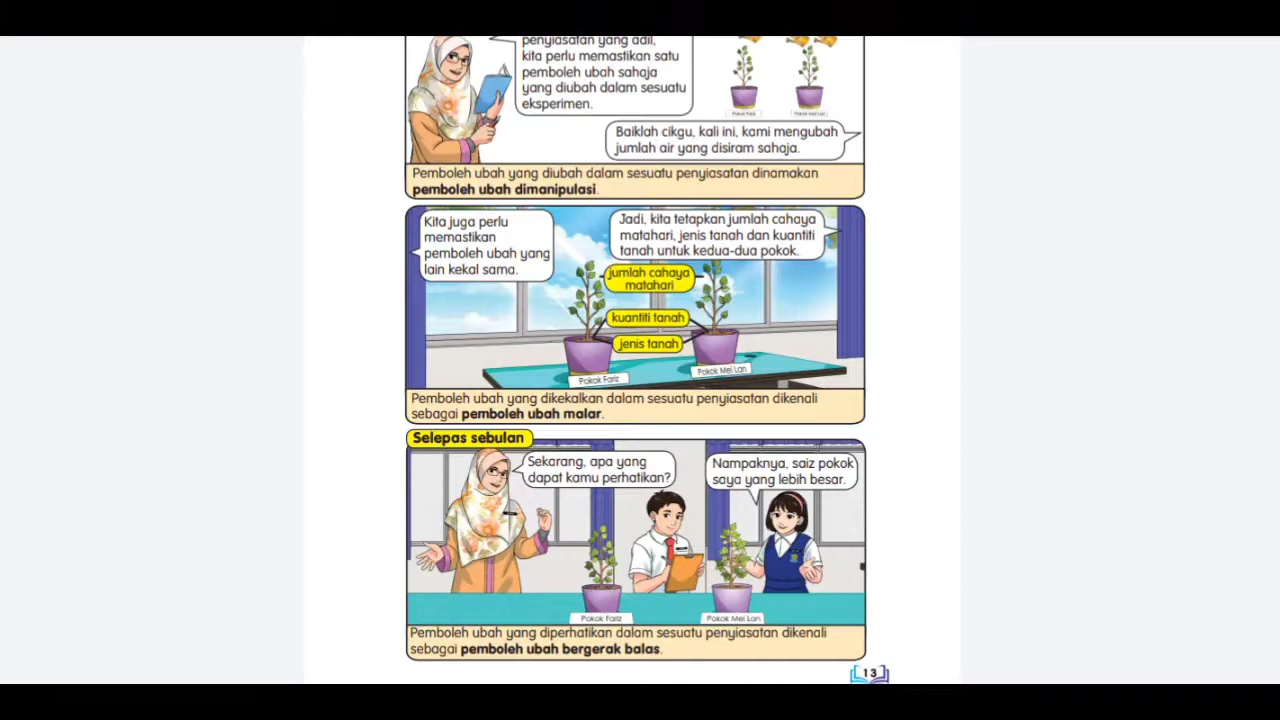 penyiasatan yang adil,
kita perlu memastikan satu
pemboleh ubah sahaja
yang diubah dalam sesuatu
eksperimen.
Pokok Fariz
Pokok Mei Lan
Baiklah cikgu, kali ini, kami mengubah
jumlah air yang disiram sahaja.
Pemboleh ubah yang diubah dalam sesuatu penyiasatan dinamakan
pemboleh ubah dimanipulasi.
Kita juga perlu
memastikan
pemboleh ubah yang
lain kekal sama.
Jadi, kita tetapkan jumlah cahaya
matahari, jenis tanah dan kuantiti
tanah untuk kedua-dua pokok.
jumlah cahaya
matahari
kuantiti tanah
jenis tanah
Pokok Fariz
Pokok Mei Lan
Pemboleh ubah yang dikekalkan dalam sesuatu penyiasatan dikenali
sebagai pemboleh ubah malar.
Selepas sebulan
Sekarang, apa yang
dapat kamu perhatikan?
Nampaknya, saiz pokok
saya yang lebih besar.
Pokok Fariz
Pokok Mei Lan
Pemboleh ubah yang diperhatikan dalam sesuatu penyiasatan dikenali
sebagai pemboleh ubah bergerak balas.
13